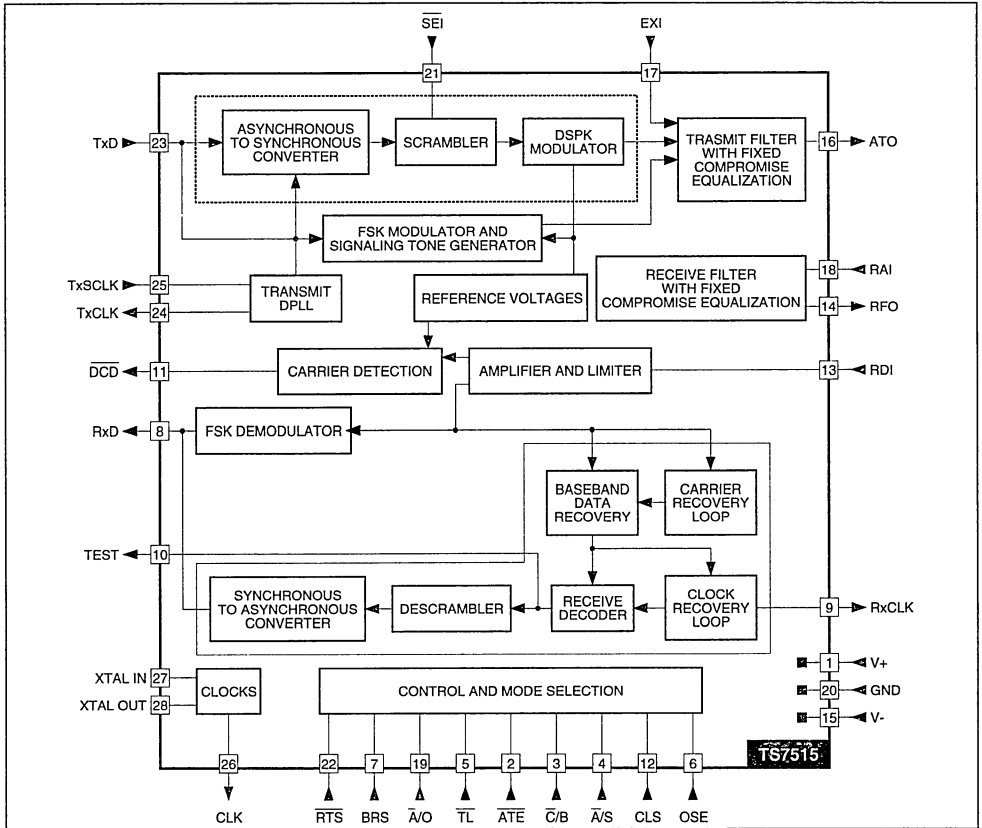 S̅E̅I̅
EXI
21
17
TxD
23
ASYNCHRONOUS
TO SYNCHRONOUS
CONVERTER
SCRAMBLER
DSPK
MODULATOR
TRASMIT FILTER
WITH FIXED
COMPROMISE
EQUALIZATION
16
ATO
FSK MODULATOR AND
SIGNALING TONE GENERATOR
TxSCLK
25
TxCLK
24
TRANSMIT
DPLL
REFERENCE VOLTAGES
RECEIVE FILTER
WITH FIXED
COMPROMISE EQUALIZATION
18
RAI
14
RFO
D̅C̅D̅
11
CARRIER DETECTION
AMPLIFIER AND LIMITER
13
RDI
RxD
8
FSK DEMODULATOR
BASEBAND
DATA
RECOVERY
CARRIER
RECOVERY
LOOP
TEST
10
SYNCHRONOUS
TO ASYNCHRONOUS
CONVERTER
DESCRAMBLER
RECEIVE
DECODER
CLOCK
RECOVERY
LOOP
9
RxCLK
1
V+
20
GND
15
V-
XTAL IN
27
XTAL OUT
28
CLOCKS
CONTROL AND MODE SELECTION
TS7515
26
22
7
19
5
2
3
4
12
6
CLK
R̅T̅S̅
BRS
A̅/O
T̅L̅
A̅T̅E̅
C̅/B
A̅/S
CLS
OSE